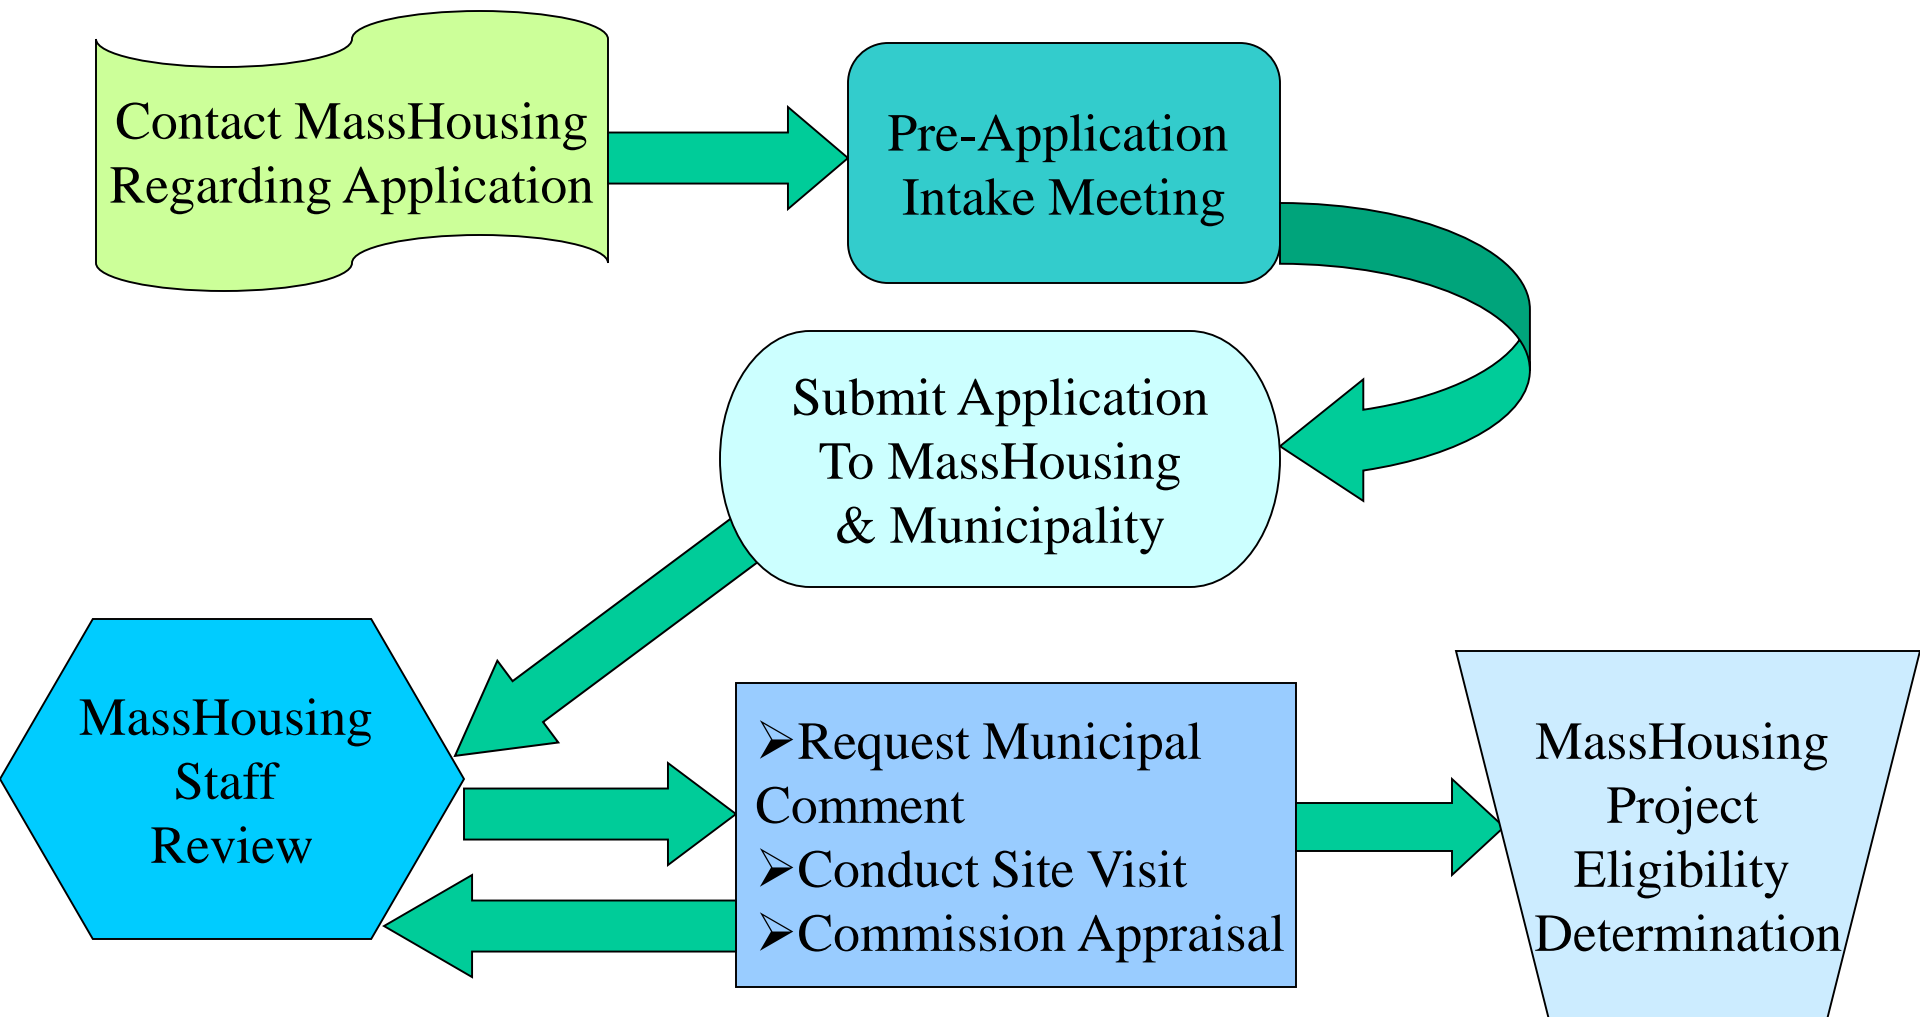 Contact MassHousing
Regarding Application
Pre-Application
Intake Meeting
Submit Application
To MassHousing
& Municipality
MassHousing
Staff
Review
➢Request Municipal
Comment
➢Conduct Site Visit
➢Commission Appraisal
MassHousing
Project
Eligibility
Determination